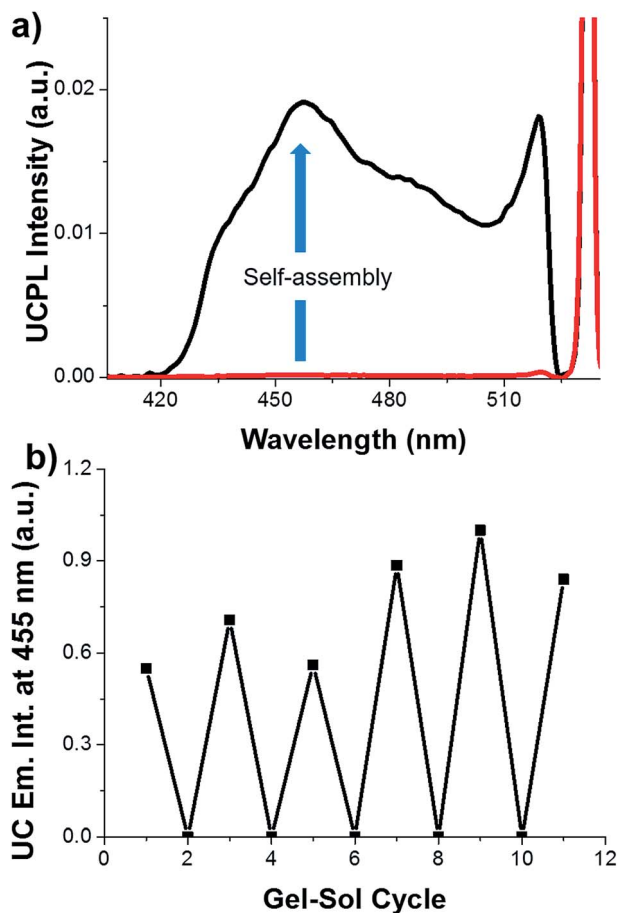 a)
UCPL Intensity (a.u.)
0.02
0.01
0.00
Self-assembly
420 450 480 510
Wavelength (nm)
b)
UC Em. Int. at 455 nm (a.u.)
1.2
0.9
0.6
0.3
0.0
0 2 4 6 8 10 12
Gel-Sol Cycle